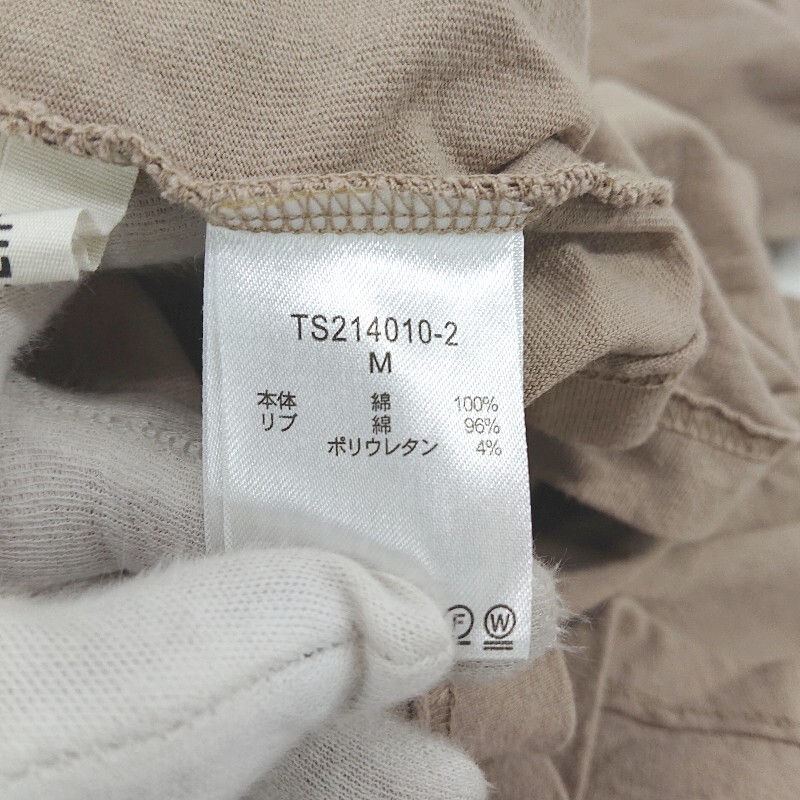 TS214010-2
M
本体 綿 100%
リブ 綿 96%
ポリウレタン 4%
F W